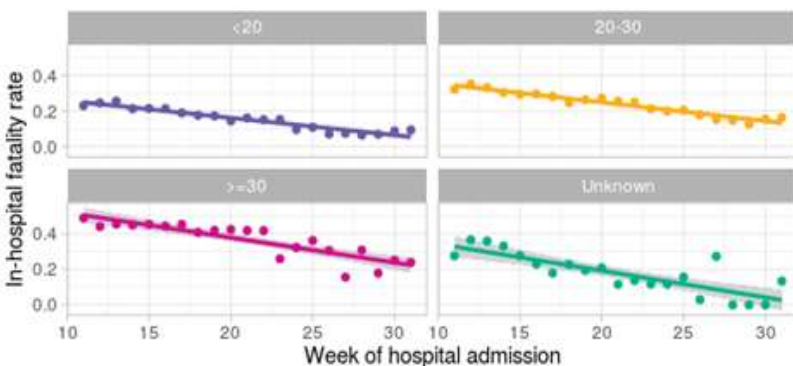 <20 20-30
0.4
0.2
0.0
>=30 Unknown
0.4
0.2
0.0
10 15 20 25 30 10 15 20 25 30
Week of hospital admission
In-hospital fatality rate